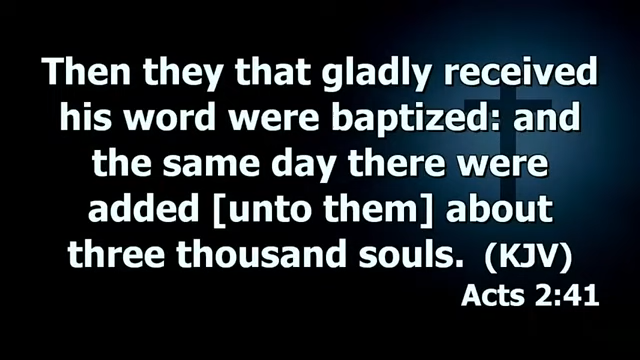 Then they that gladly received
his word were baptized: and
the same day there were
added [unto them] about
three thousand souls. (KJV)
Acts 2:41